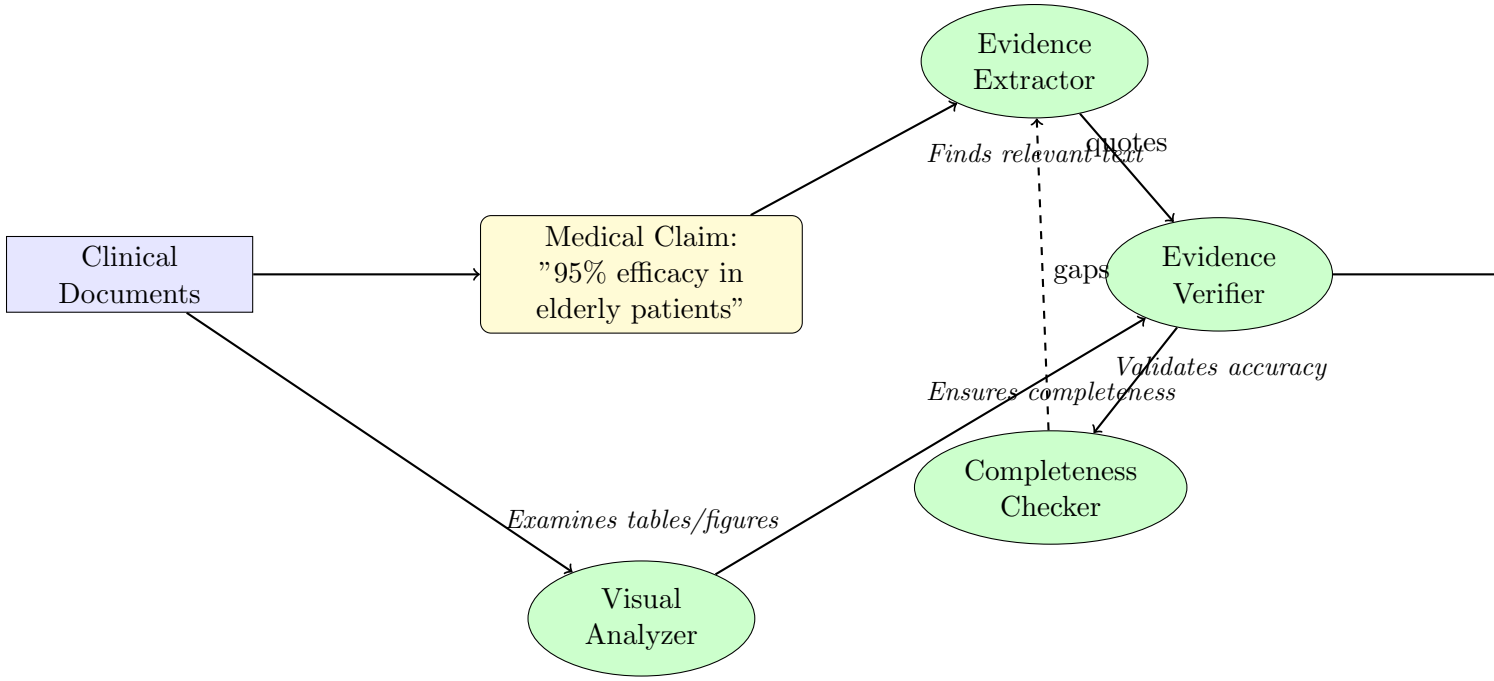 Evidence
Extractor
quotes
Finds relevant text
Clinical
Documents
Medical Claim:
”95% efficacy in
elderly patients”
gaps
Evidence
Verifier
Validates accuracy
Ensures completeness
Completeness
Checker
Examines tables/figures
Visual
Analyzer